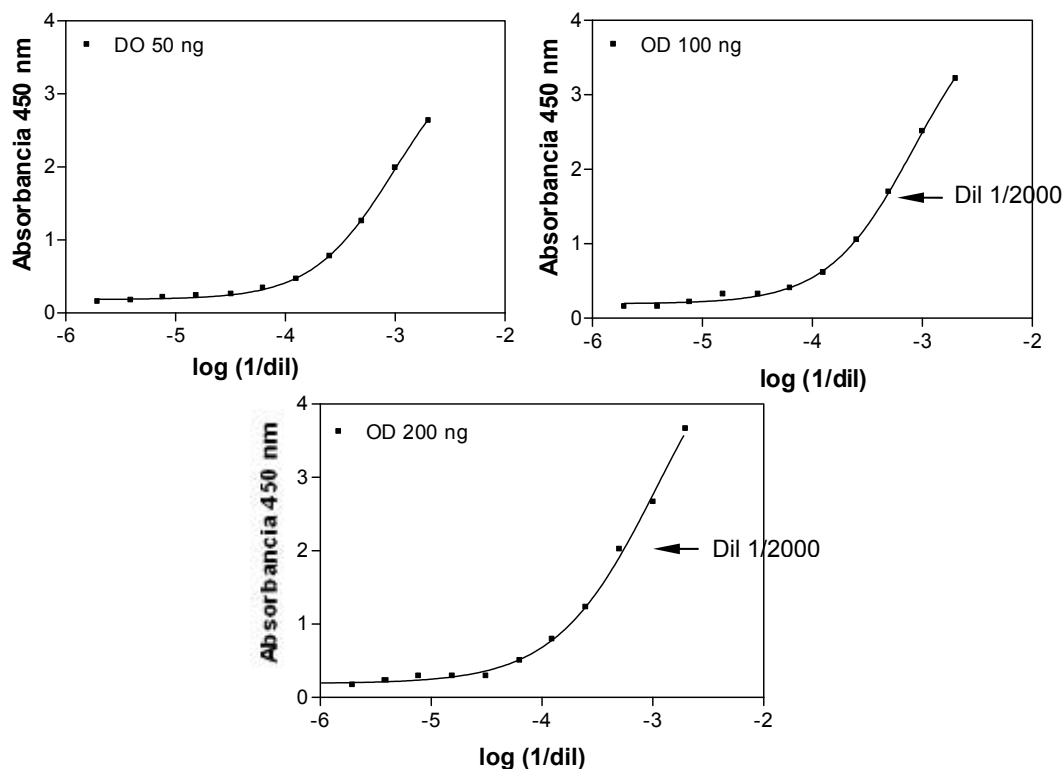 DO 50 ng
Absorbancia 450 nm
4
3
2
1
0
-6 -5 -4 -3 -2
log (1/dil)
OD 100 ng
Absorbancia 450 nm
4
3
2
1
0
Dil 1/2000
-6 -5 -4 -3 -2
log (1/dil)
OD 200 ng
Absorbancia 450 nm
4
3
2
1
0
Dil 1/2000
-6 -5 -4 -3 -2
log (1/dil)